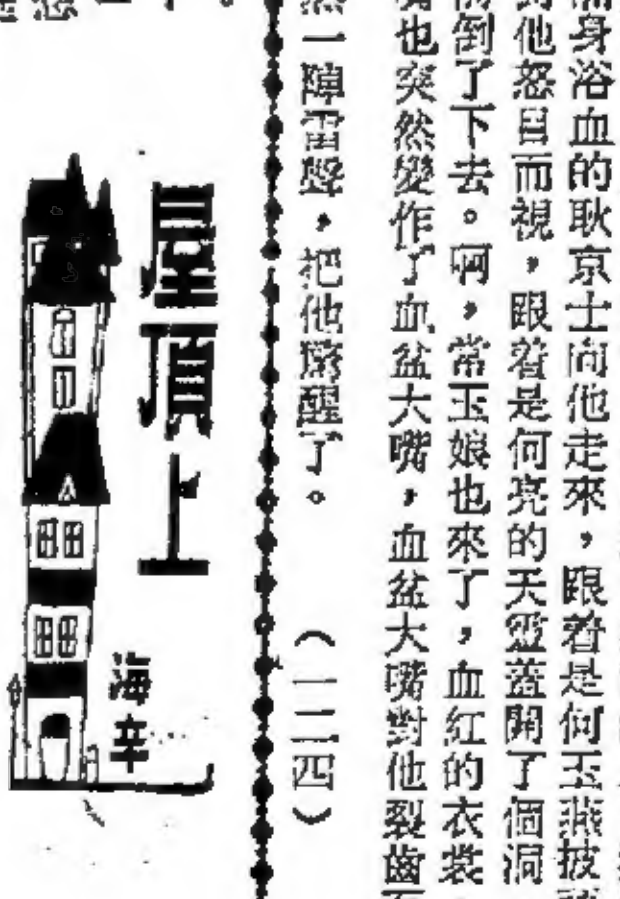 身浴血的耿京士向他走來,跟着是何玉燕披
他怒目而視,跟着是何亮的天靈蓋開了個洞
倒了下去。啊,常玉娘也來了,血紅的衣裳
也突然變作了血盆大嘴,血盆大嘴對他裂齒
然一陣雷聲,把他驚醒了。
(一二四)
屋頂上
海辛